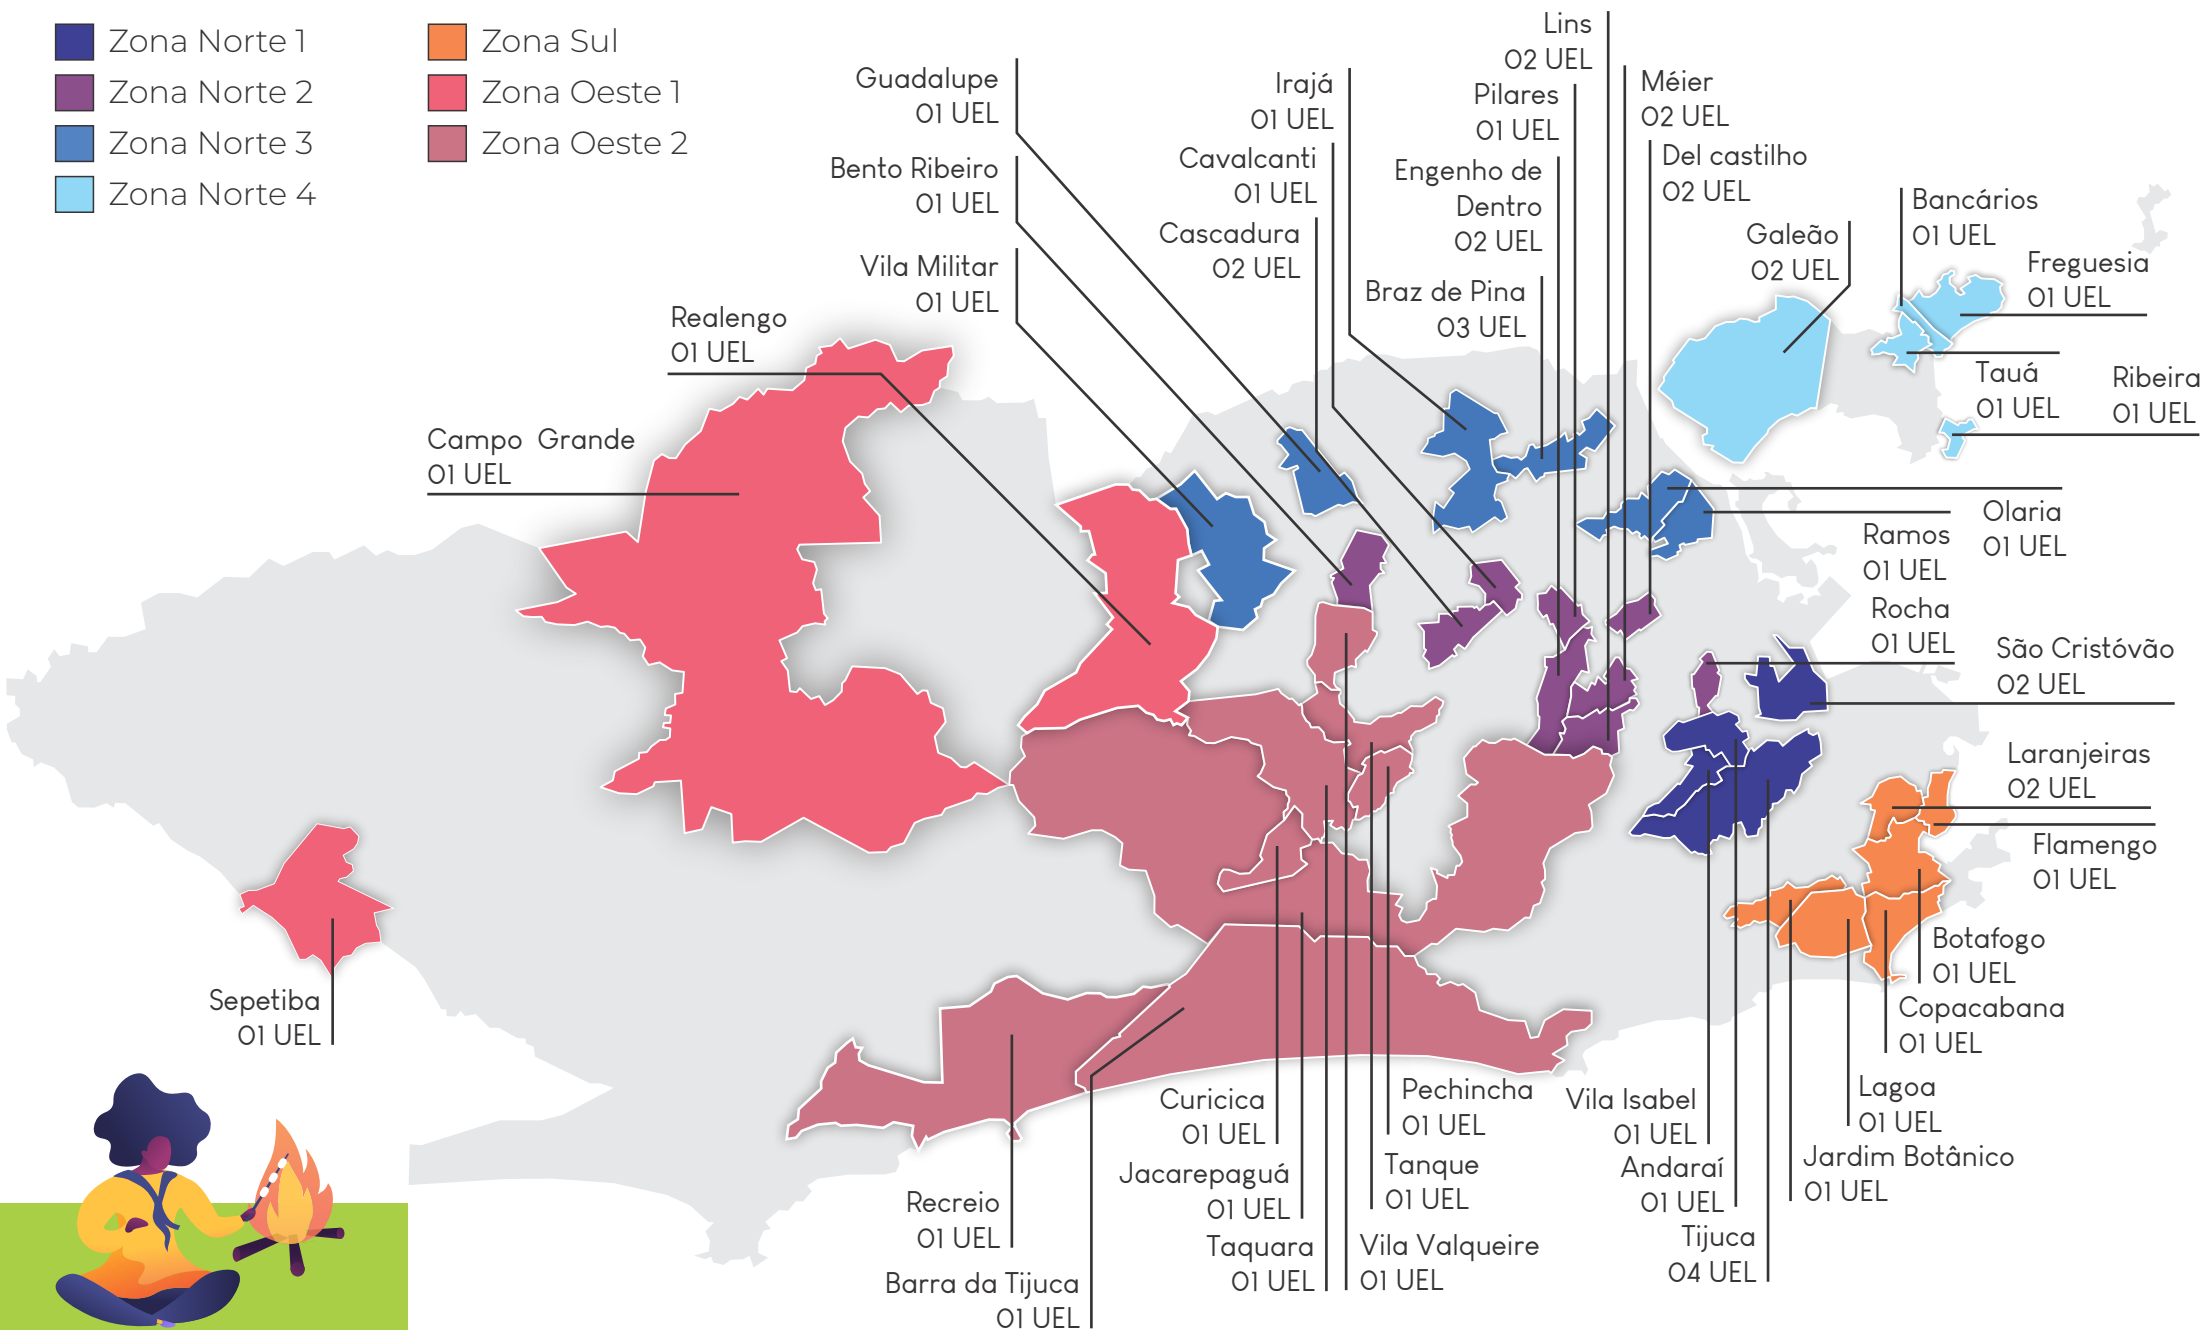 Zona Norte 1
Zona Norte 2
Zona Norte 3
Zona Norte 4
Zona Sul
Zona Oeste 1
Zona Oeste 2
Guadalupe
01 UEL
Bento Ribeiro
01 UEL
Vila Militar
01 UEL
Realengo
01 UEL
Campo Grande
01 UEL
Irajá
01 UEL
Cavalcanti
01 UEL
Cascadura
02 UEL
Lins
02 UEL
Pilares
01 UEL
Engenho de
Dentro
02 UEL
Braz de Pina
03 UEL
Méier
02 UEL
Del castilho
02 UEL
Galeão
02 UEL
Bancários
01 UEL
Freguesia
01 UEL
Tauá
01 UEL
Ribeira
01 UEL
Olaria
01 UEL
Ramos
01 UEL
Rocha
01 UEL
São Cristóvão
02 UEL
Laranjeiras
02 UEL
Flamengo
01 UEL
Botafogo
01 UEL
Copacabana
01 UEL
Lagoa
01 UEL
Jardim Botânico
01 UEL
Vila Isabel
01 UEL
Andaraí
01 UEL
Tijuca
04 UEL
Pechincha
01 UEL
Tanque
01 UEL
Vila Valqueire
01 UEL
Curicica
01 UEL
Jacarepaguá
01 UEL
Taquara
01 UEL
Recreio
01 UEL
Barra da Tijuca
01 UEL
Sepetiba
01 UEL